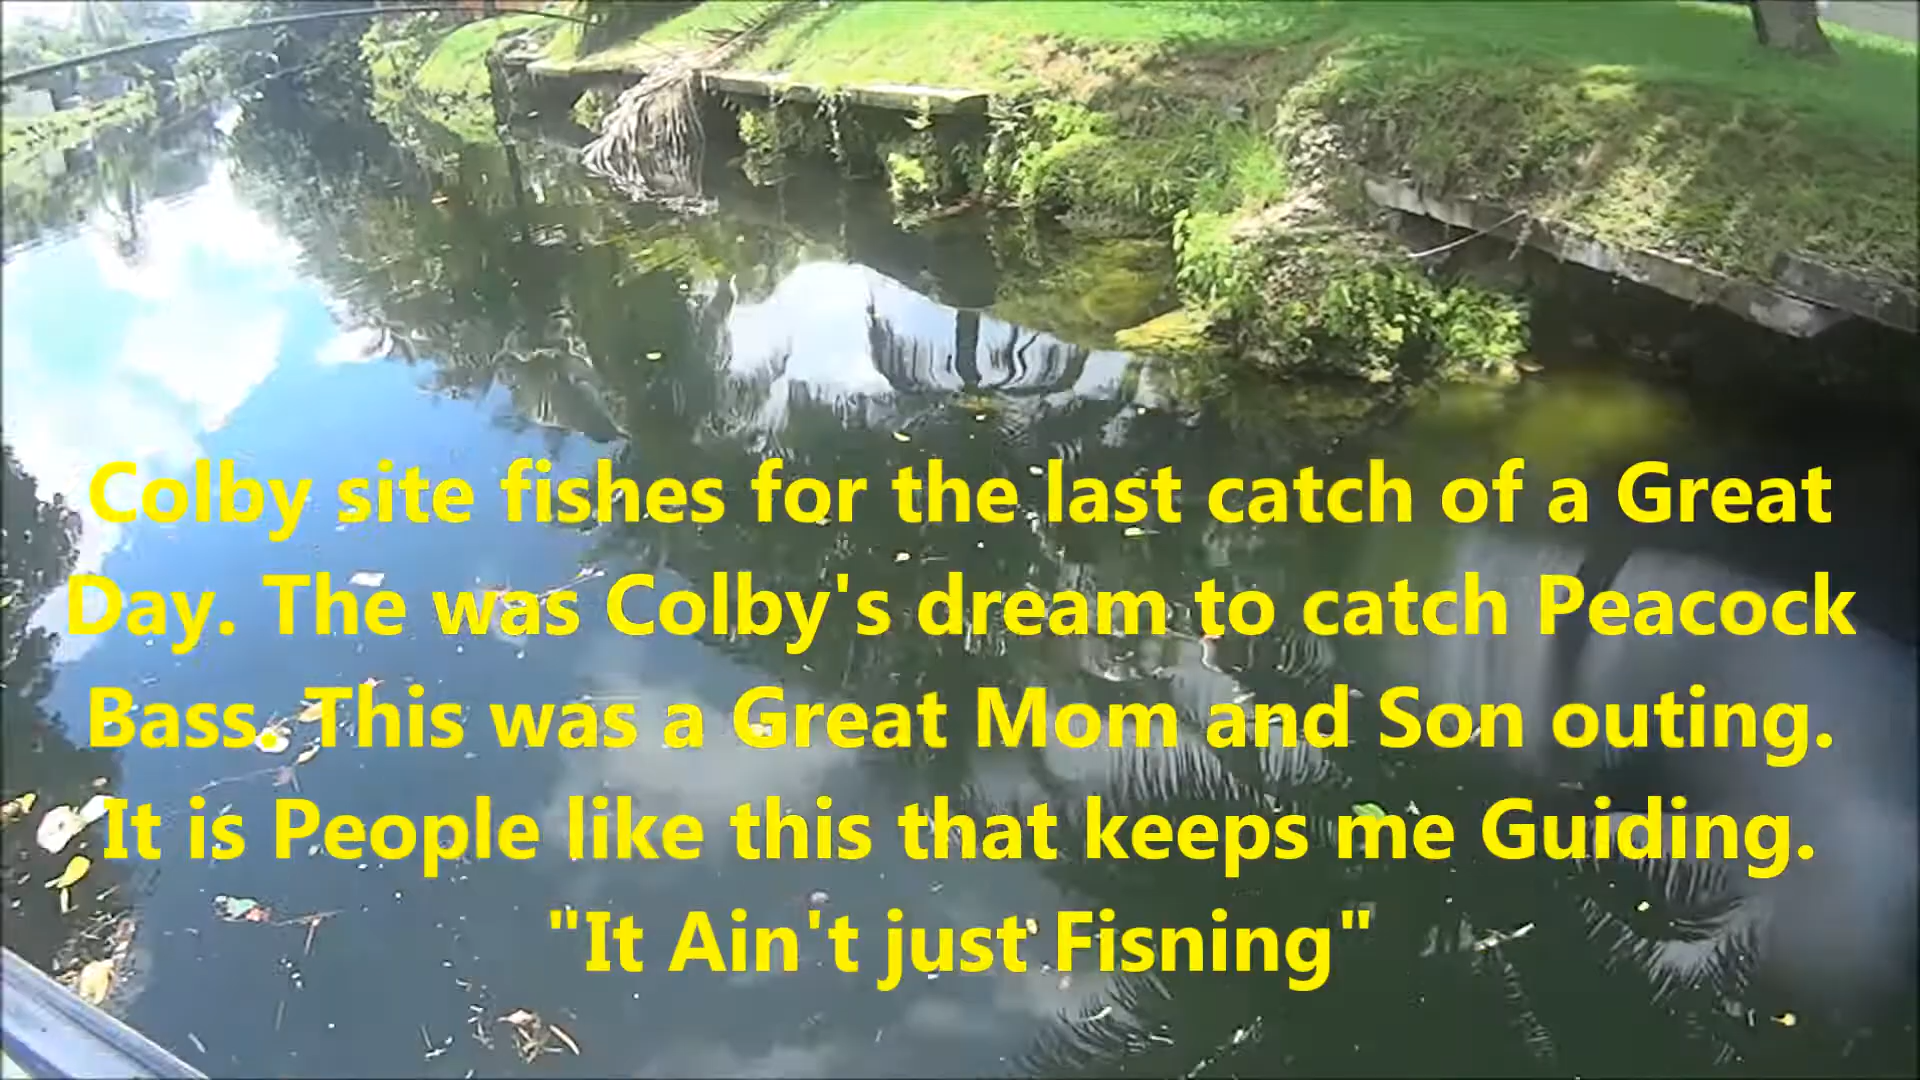 Colby site fishes for the last catch of a Great
Day. The was Colby's dream to catch Peacock
Bass. This was a Great Mom and Son outing.
It is People like this that keeps me Guiding.
"It Ain't just Fisning"